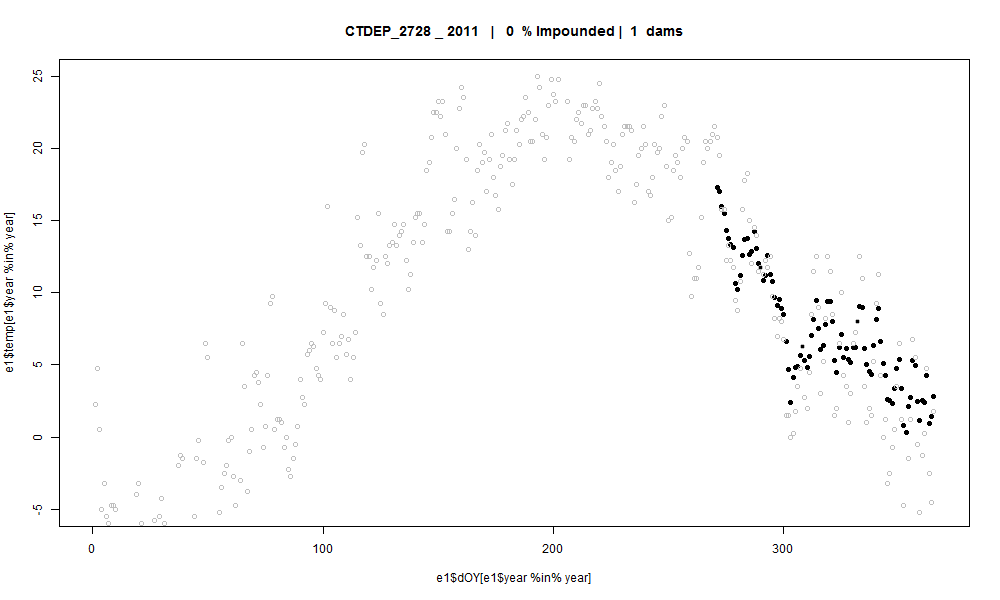 CTDEP_2728 _ 2011 | 0 % Impounded | 1 dams
25
20
15
10
5
0
-5
e1$temp[e1$year %in% year]
0 100 200 300
e1$dOY[e1$year %in% year]